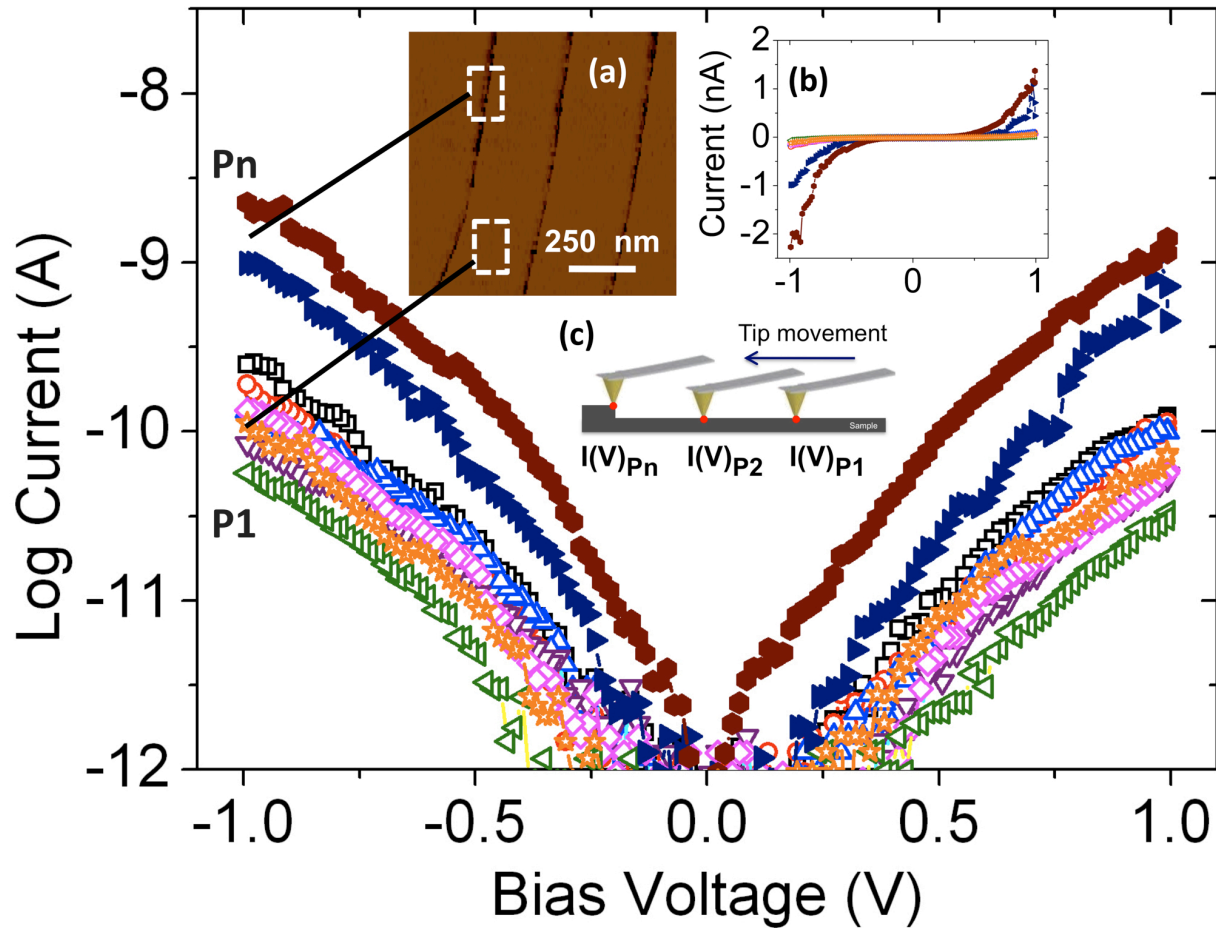 Log Current (A)
-8
-9
-10
-11
-12
Pn
P1
(a)
250 nm
(b)
Current (nA)
2
1
0
-1
-2
-1
0
1
(c)
Tip movement
Sample
I(V)Pn
I(V)P2
I(V)P1
-1.0
-0.5
0.0
0.5
1.0
Bias Voltage (V)